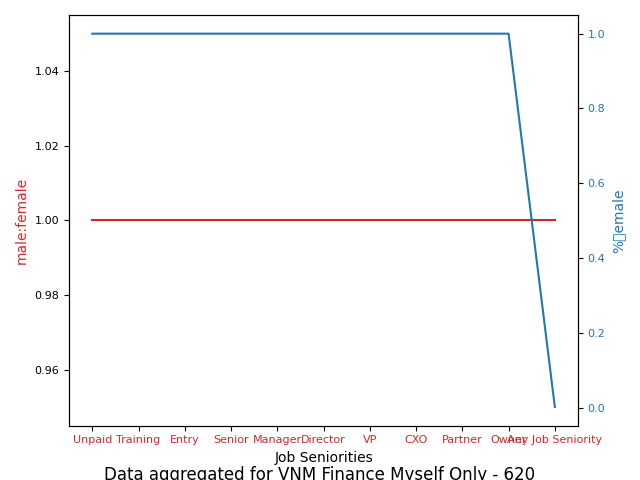 1.04
1.02
1.00
0.98
0.96
male:female
1.0
0.8
0.6
0.4
0.2
0.0
Unpaid Training Entry Senior Manager Director VP CXO Partner Owner Any Job Seniority
Job Seniorities
Data aggregated for VNM Finance Myself Only - 620